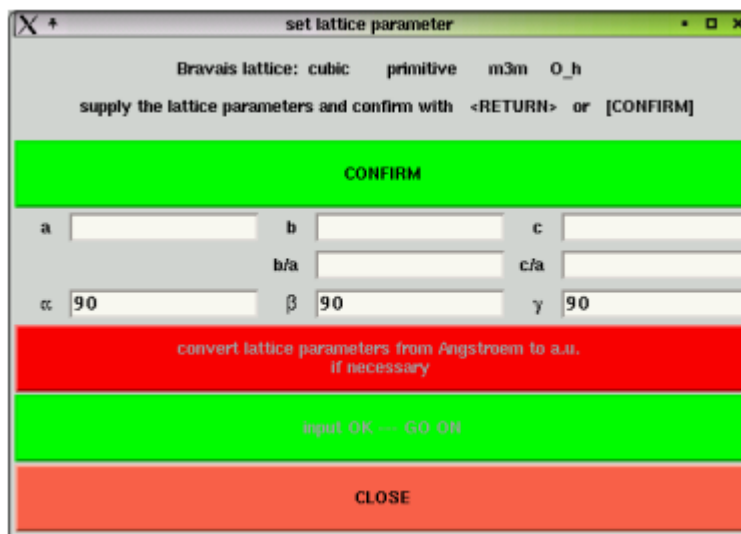 set lattice parameter
Bravais lattice: cubic primitive m3m O_h
supply the lattice parameters and confirm with <RETURN> or [CONFIRM]
CONFIRM
a b c
b/a c/a
α 90 β 90 γ 90
convert lattice parameters from Angstroem to a.u.
if necessary
input OK --- GO ON
CLOSE